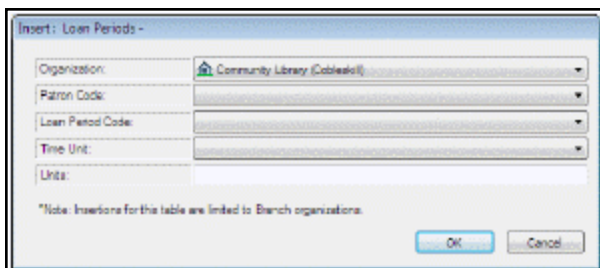 Insert: Loan Periods -
Organization: Community Library (Cobleskill)
Patron Code:
Loan Period Code:
Time Unit:
Units:
*Note: Insertions for this table are limited to Branch organizations.
OK Cancel